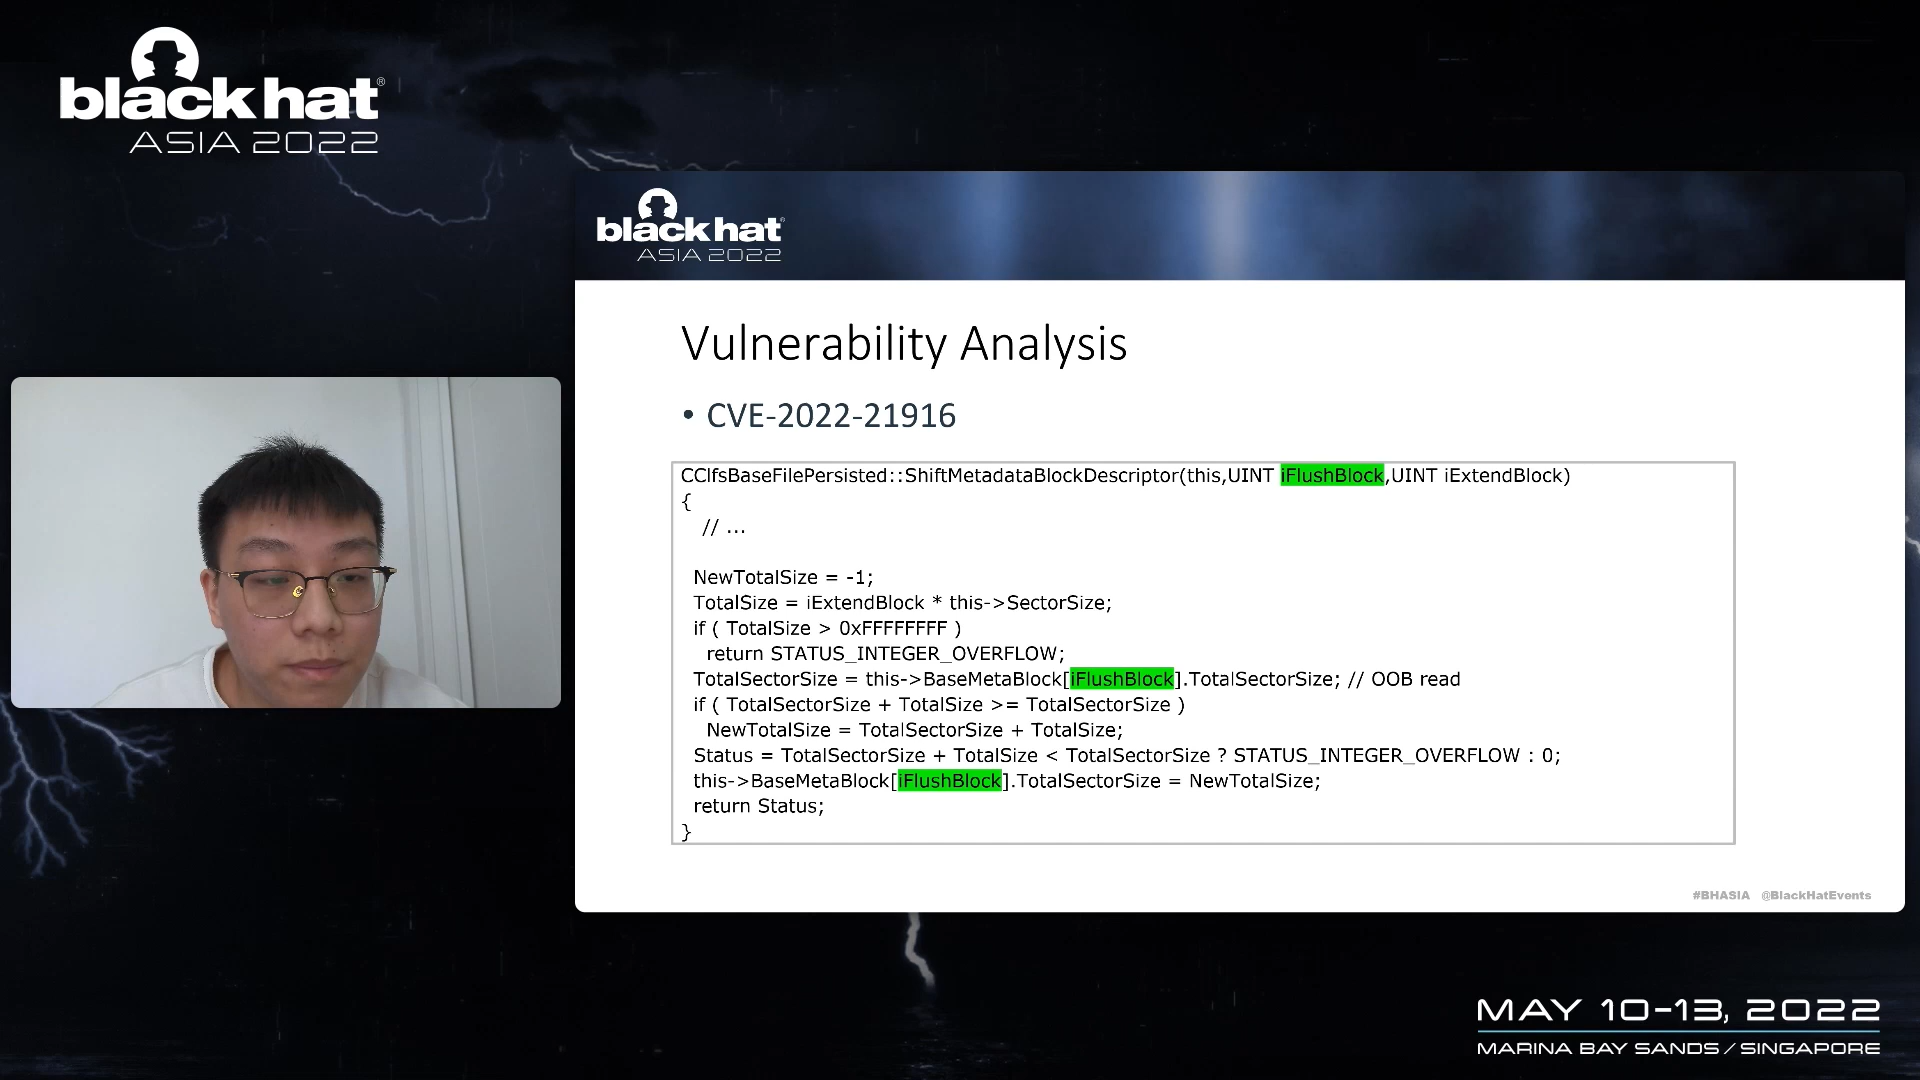 black hat®
ASIA 2022
black hat®
ASIA 2022
Vulnerability Analysis
• CVE-2022-21916
CClfsBaseFilePersisted::ShiftMetadataBlockDescriptor(this,UINT iFlushBlock,UINT iExtendBlock)
{
// ...
NewTotalSize = -1;
TotalSize = iExtendBlock * this->SectorSize;
if ( TotalSize > 0xFFFFFFFF )
return STATUS_INTEGER_OVERFLOW;
TotalSectorSize = this->BaseMetaBlock[iFlushBlock].TotalSectorSize; // OOB read
if ( TotalSectorSize + TotalSize >= TotalSectorSize )
NewTotalSize = TotalSectorSize + TotalSize;
Status = TotalSectorSize + TotalSize < TotalSectorSize ? STATUS_INTEGER_OVERFLOW : 0;
this->BaseMetaBlock[iFlushBlock].TotalSectorSize = NewTotalSize;
return Status;
}
#BHASIA @BlackHatEvents
MAY 10-13, 2022
MARINA BAY SANDS / SINGAPORE